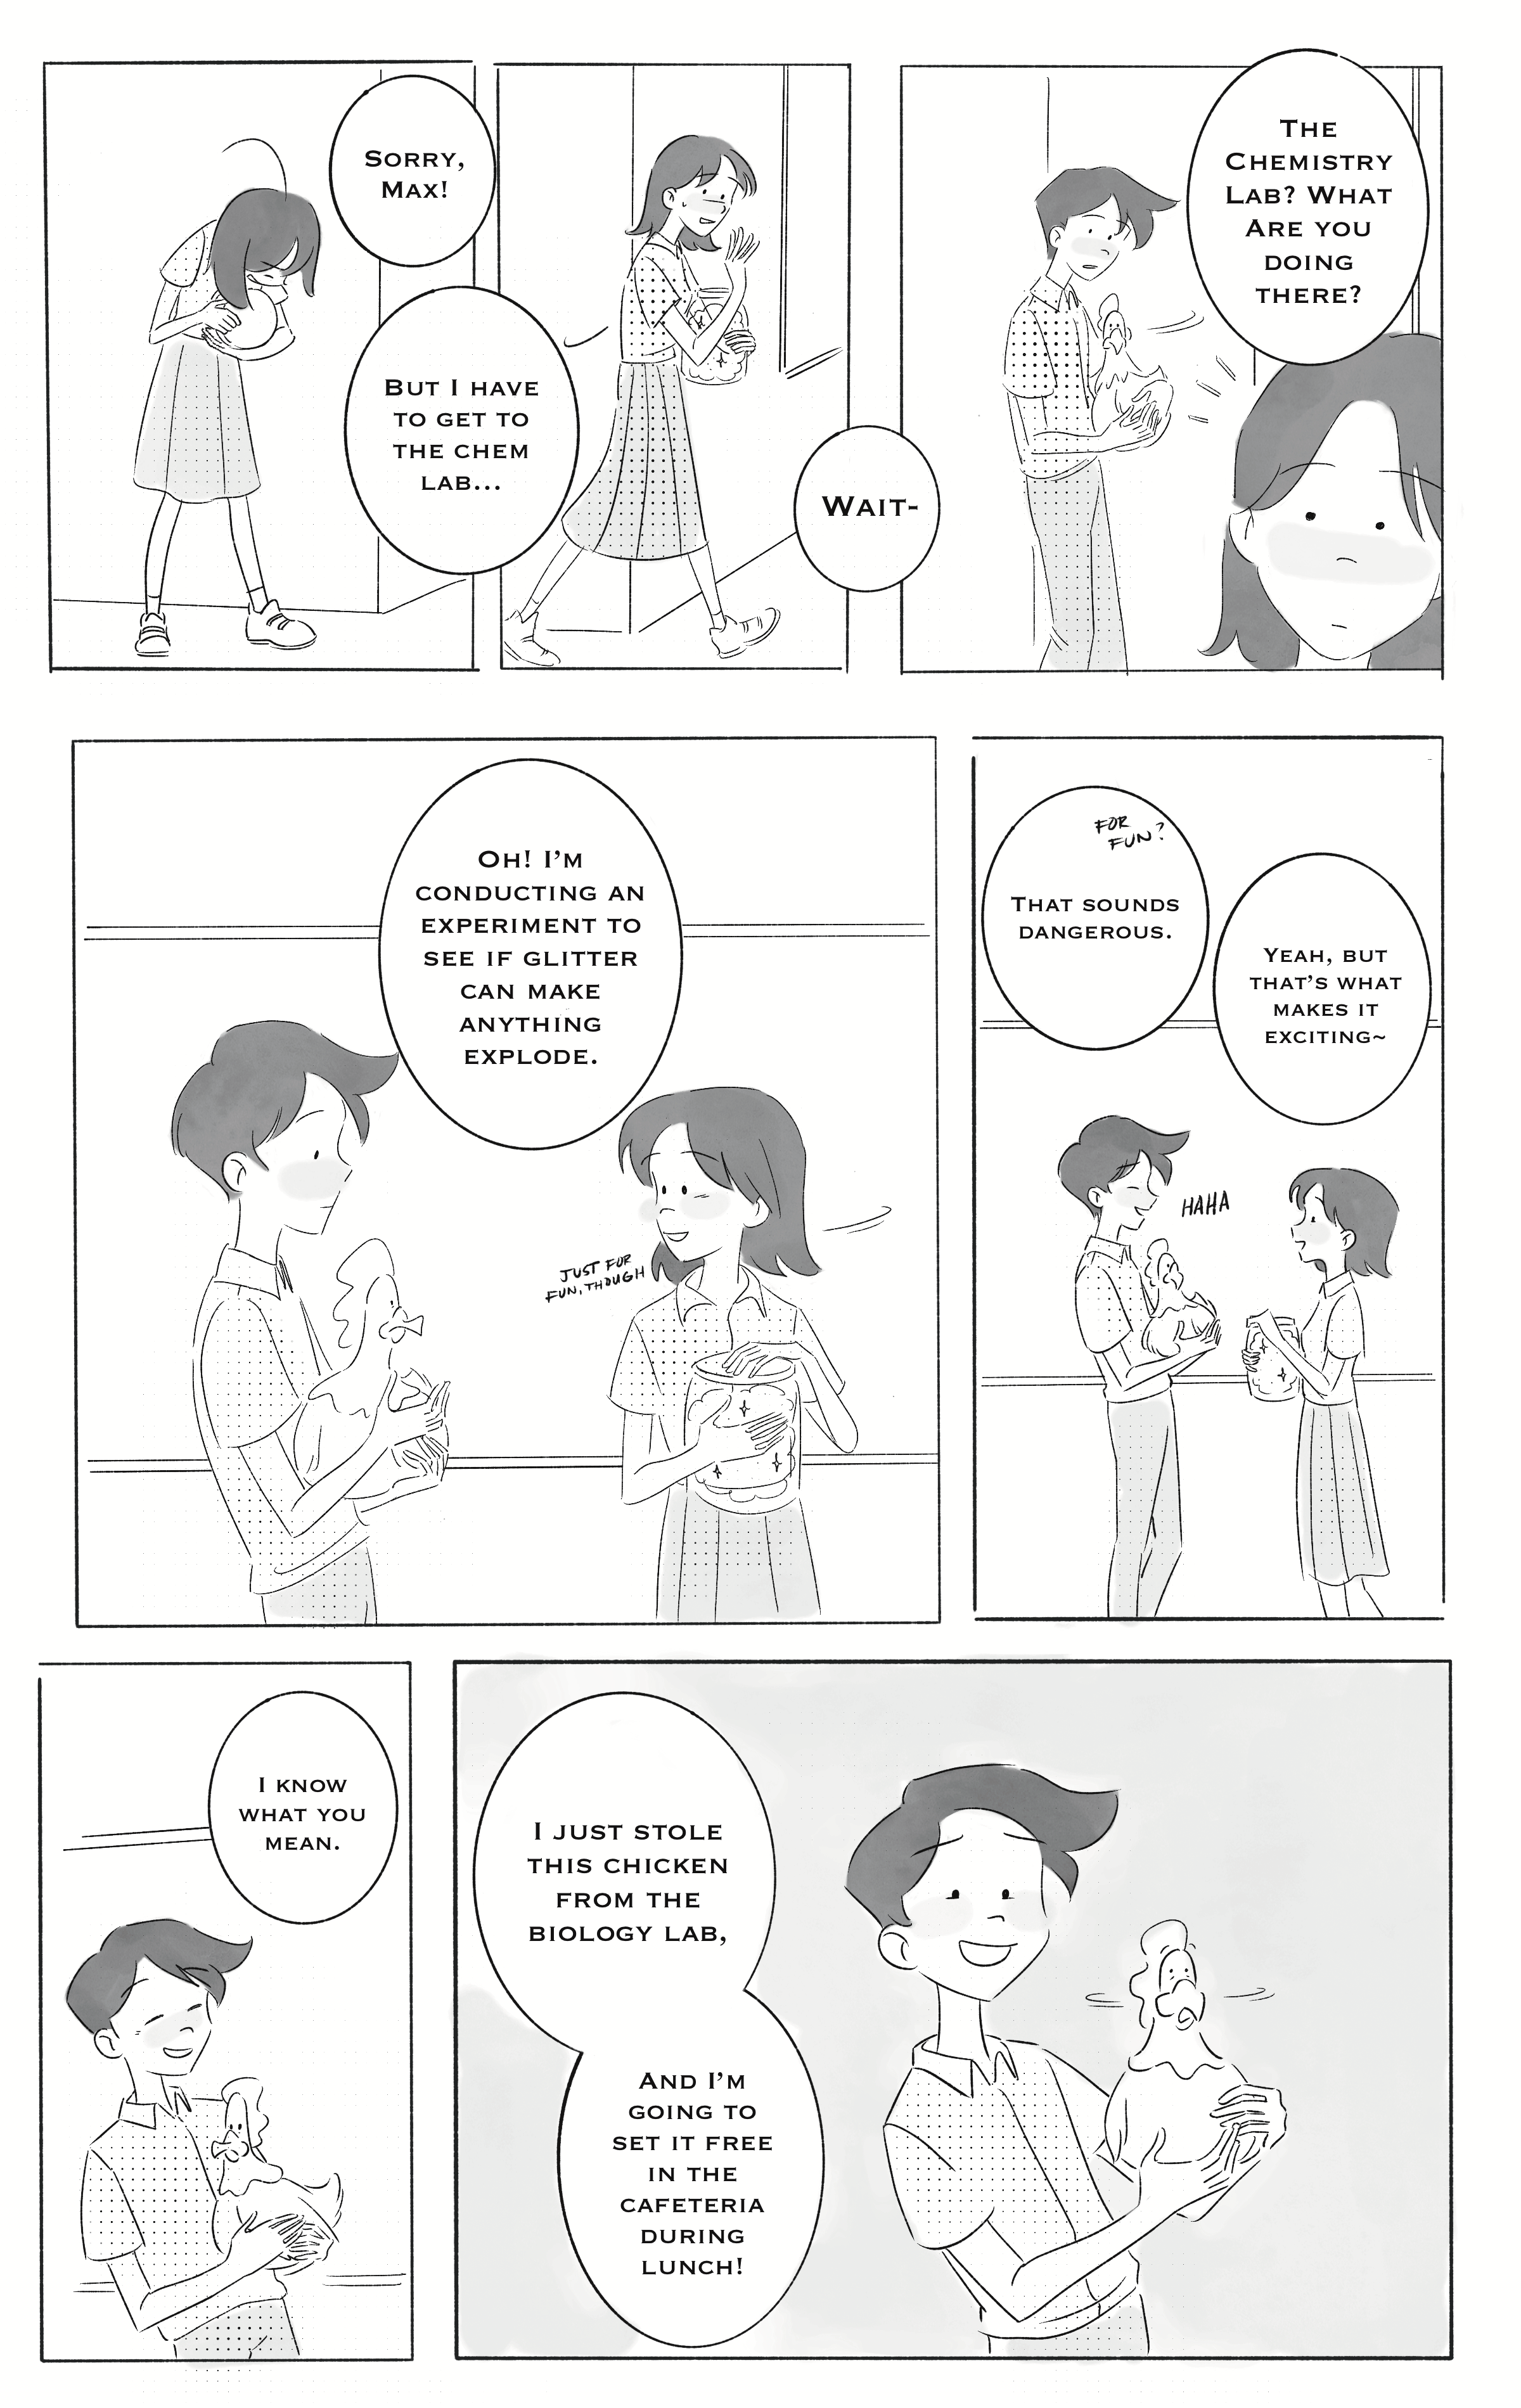 Sorry,
Max!
But I have
to get to
the chem
lab...
Wait-
The
Chemistry
Lab? What
Are you
doing
there?
Oh! I'm
conducting an
experiment to
see if glitter
can make
anything
explode.
JUST FOR
FUN, THOUGH
FOR
FUN?
That sounds
dangerous.
Yeah, but
that's what
makes it
exciting~
HAHA
I know
what you
mean.
I just stole
this chicken
from the
biology lab,
And I'm
going to
set it free
in the
cafeteria
during
lunch!